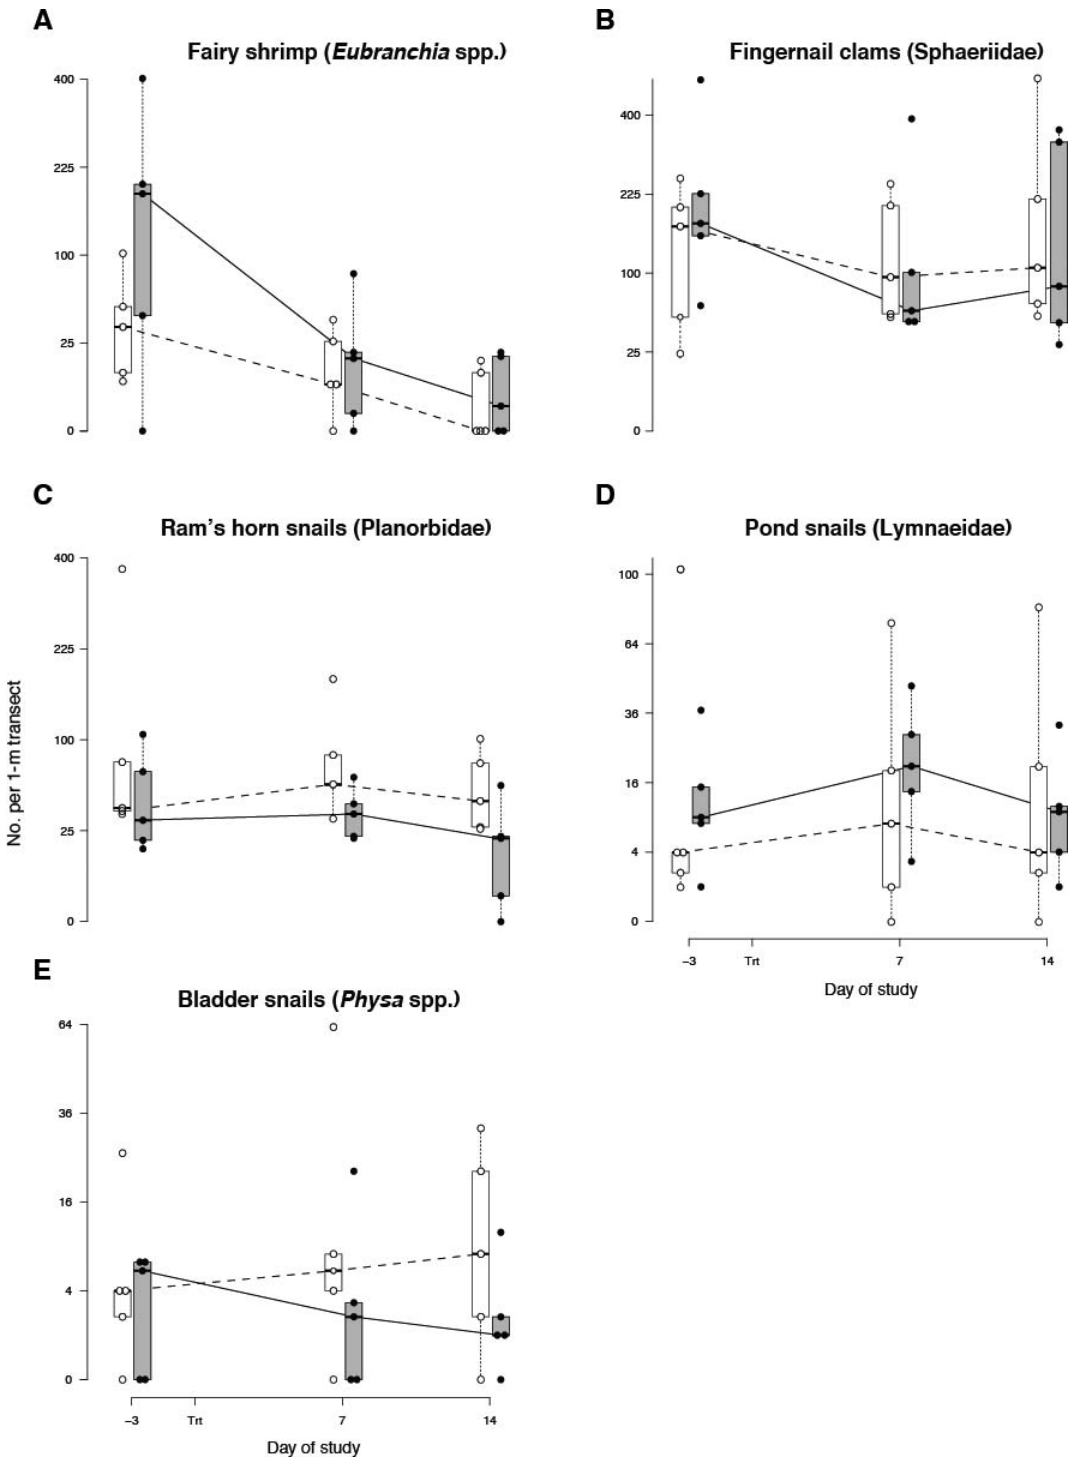 A
Fairy shrimp (Eubranchia spp.)
400
225
100
25
0
B
Fingernail clams (Sphaeriidae)
400
225
100
25
0
C
Ram's horn snails (Planorbidae)
400
225
100
25
0
No. per 1-m transect
D
Pond snails (Lymnaeidae)
100
64
36
16
4
0
−3 Trt 7 14
Day of study
E
Bladder snails (Physa spp.)
64
36
16
4
0
−3 Trt 7 14
Day of study